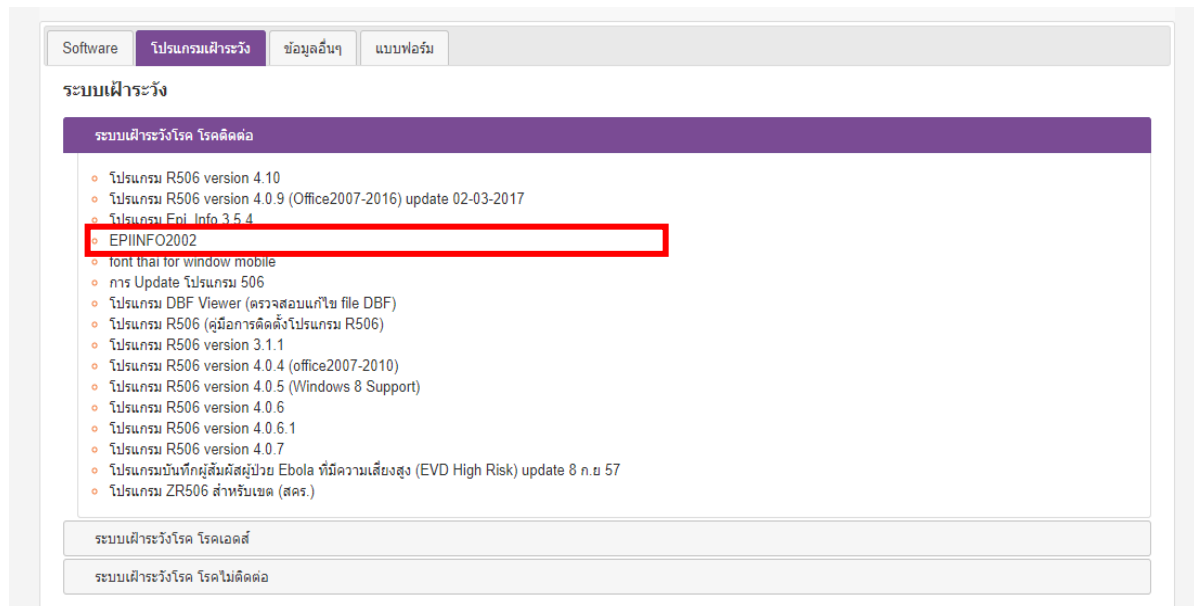 Software โปรแกรมเฝ้าระวัง ข้อมูลอื่นๆ แบบฟอร์ม
ระบบเฝ้าระวัง
ระบบเฝ้าระวังโรค โรคติดต่อ
โปรแกรม R506 version 4.10
โปรแกรม R506 version 4.0.9 (Office2007-2016) update 02-03-2017
โปรแกรม Epi_Info 3.5.4
EPIINFO2002
font thai for window mobile
การ Update โปรแกรม 506
โปรแกรม DBF Viewer (ตรวจสอบแก้ไข file DBF)
โปรแกรม R506 (คู่มือการติดตั้งโปรแกรม R506)
โปรแกรม R506 version 3.1.1
โปรแกรม R506 version 4.0.4 (office2007-2010)
โปรแกรม R506 version 4.0.5 (Windows 8 Support)
โปรแกรม R506 version 4.0.6
โปรแกรม R506 version 4.0.6.1
โปรแกรม R506 version 4.0.7
โปรแกรมบันทึกผู้สัมผัสผู้ป่วย Ebola ที่มีความเสี่ยงสูง (EVD High Risk) update 8 ก.ย 57
โปรแกรม ZR506 สำหรับเขต (สคร.)
ระบบเฝ้าระวังโรค โรคเอดส์
ระบบเฝ้าระวังโรค โรคไม่ติดต่อ